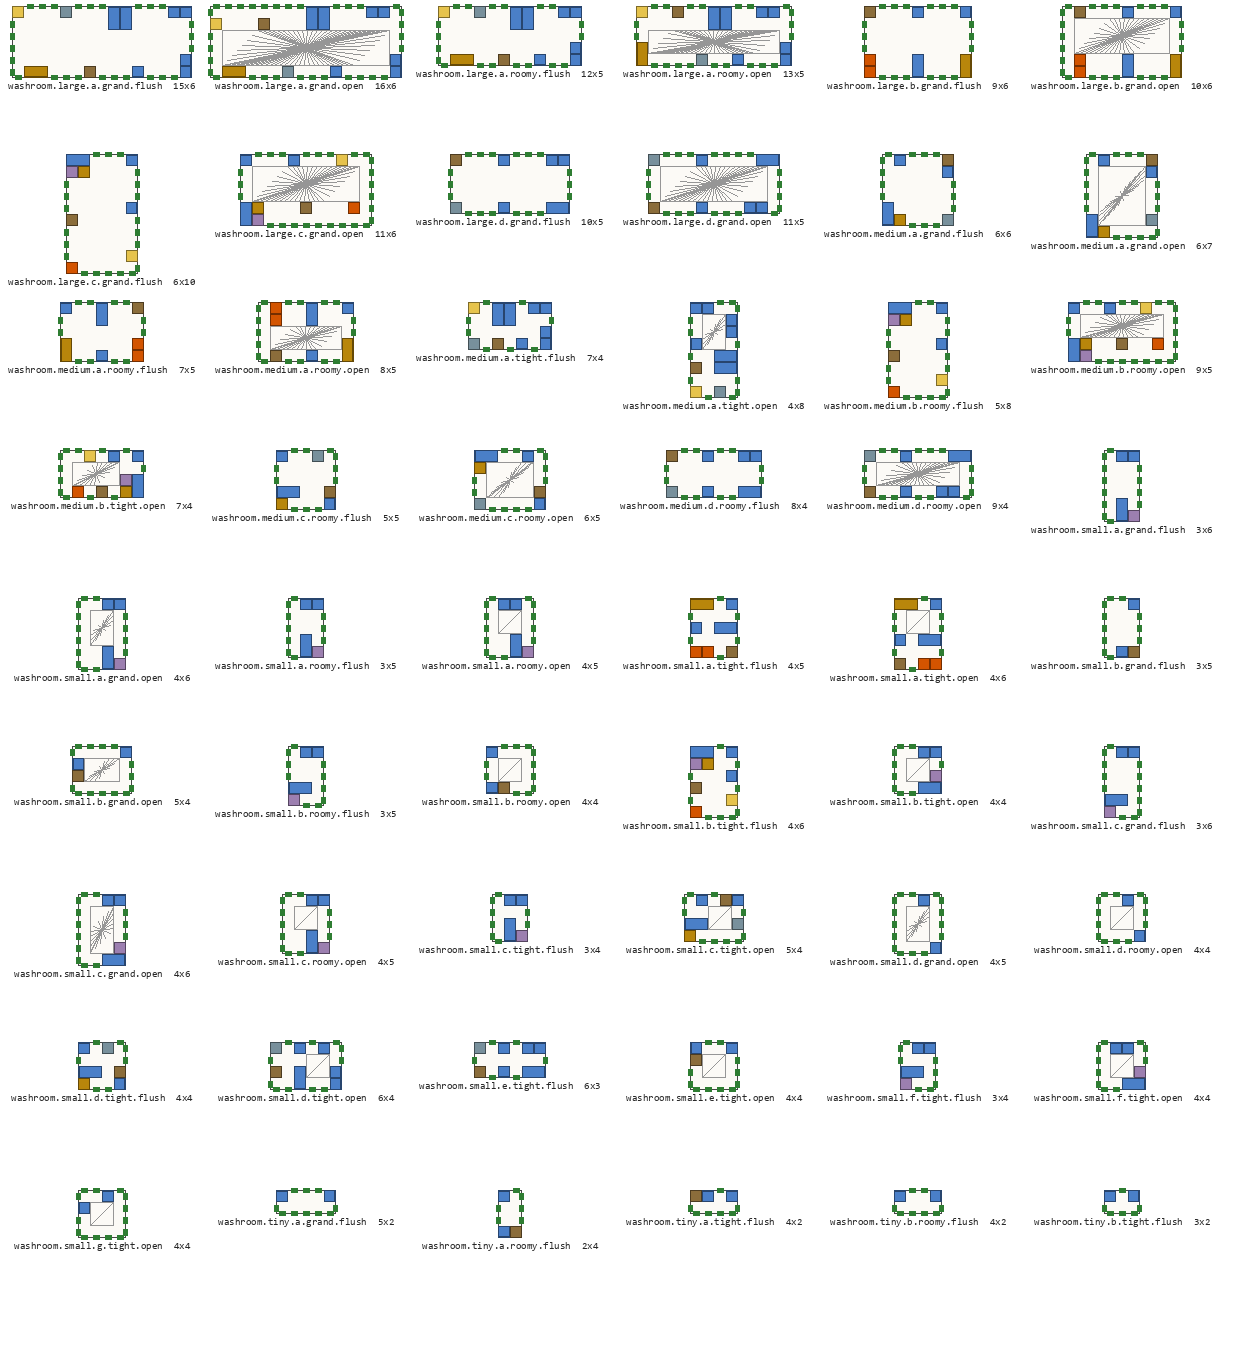 washroom.large.a.grand.flush 15x6
washroom.large.a.grand.open 16x6
washroom.large.a.roomy.flush 12x5
washroom.large.a.roomy.open 13x5
washroom.large.b.grand.flush 9x6
washroom.large.b.grand.open 10x6
washroom.large.c.grand.flush 6x10
washroom.large.c.grand.open 11x6
washroom.large.d.grand.flush 10x5
washroom.large.d.grand.open 11x5
washroom.medium.a.grand.flush 6x6
washroom.medium.a.grand.open 6x7
washroom.medium.a.roomy.flush 7x5
washroom.medium.a.roomy.open 8x5
washroom.medium.a.tight.flush 7x4
washroom.medium.a.tight.open 4x8
washroom.medium.b.roomy.flush 5x8
washroom.medium.b.roomy.open 9x5
washroom.medium.b.tight.open 7x4
washroom.medium.c.roomy.flush 5x5
washroom.medium.c.roomy.open 6x5
washroom.medium.d.roomy.flush 8x4
washroom.medium.d.roomy.open 9x4
washroom.small.a.grand.flush 3x6
washroom.small.a.grand.open 4x6
washroom.small.a.roomy.flush 3x5
washroom.small.a.roomy.open 4x5
washroom.small.a.tight.flush 4x5
washroom.small.a.tight.open 4x6
washroom.small.b.grand.flush 3x5
washroom.small.b.grand.open 5x4
washroom.small.b.roomy.flush 3x5
washroom.small.b.roomy.open 4x4
washroom.small.b.tight.flush 4x6
washroom.small.b.tight.open 4x4
washroom.small.c.grand.flush 3x6
washroom.small.c.grand.open 4x6
washroom.small.c.roomy.open 4x5
washroom.small.c.tight.flush 3x4
washroom.small.c.tight.open 5x4
washroom.small.d.grand.open 4x5
washroom.small.d.roomy.open 4x4
washroom.small.d.tight.flush 4x4
washroom.small.d.tight.open 6x4
washroom.small.e.tight.flush 6x3
washroom.small.e.tight.open 4x4
washroom.small.f.tight.flush 3x4
washroom.small.f.tight.open 4x4
washroom.small.g.tight.open 4x4
washroom.tiny.a.grand.flush 5x2
washroom.tiny.a.roomy.flush 2x4
washroom.tiny.a.tight.flush 4x2
washroom.tiny.b.roomy.flush 4x2
washroom.tiny.b.tight.flush 3x2